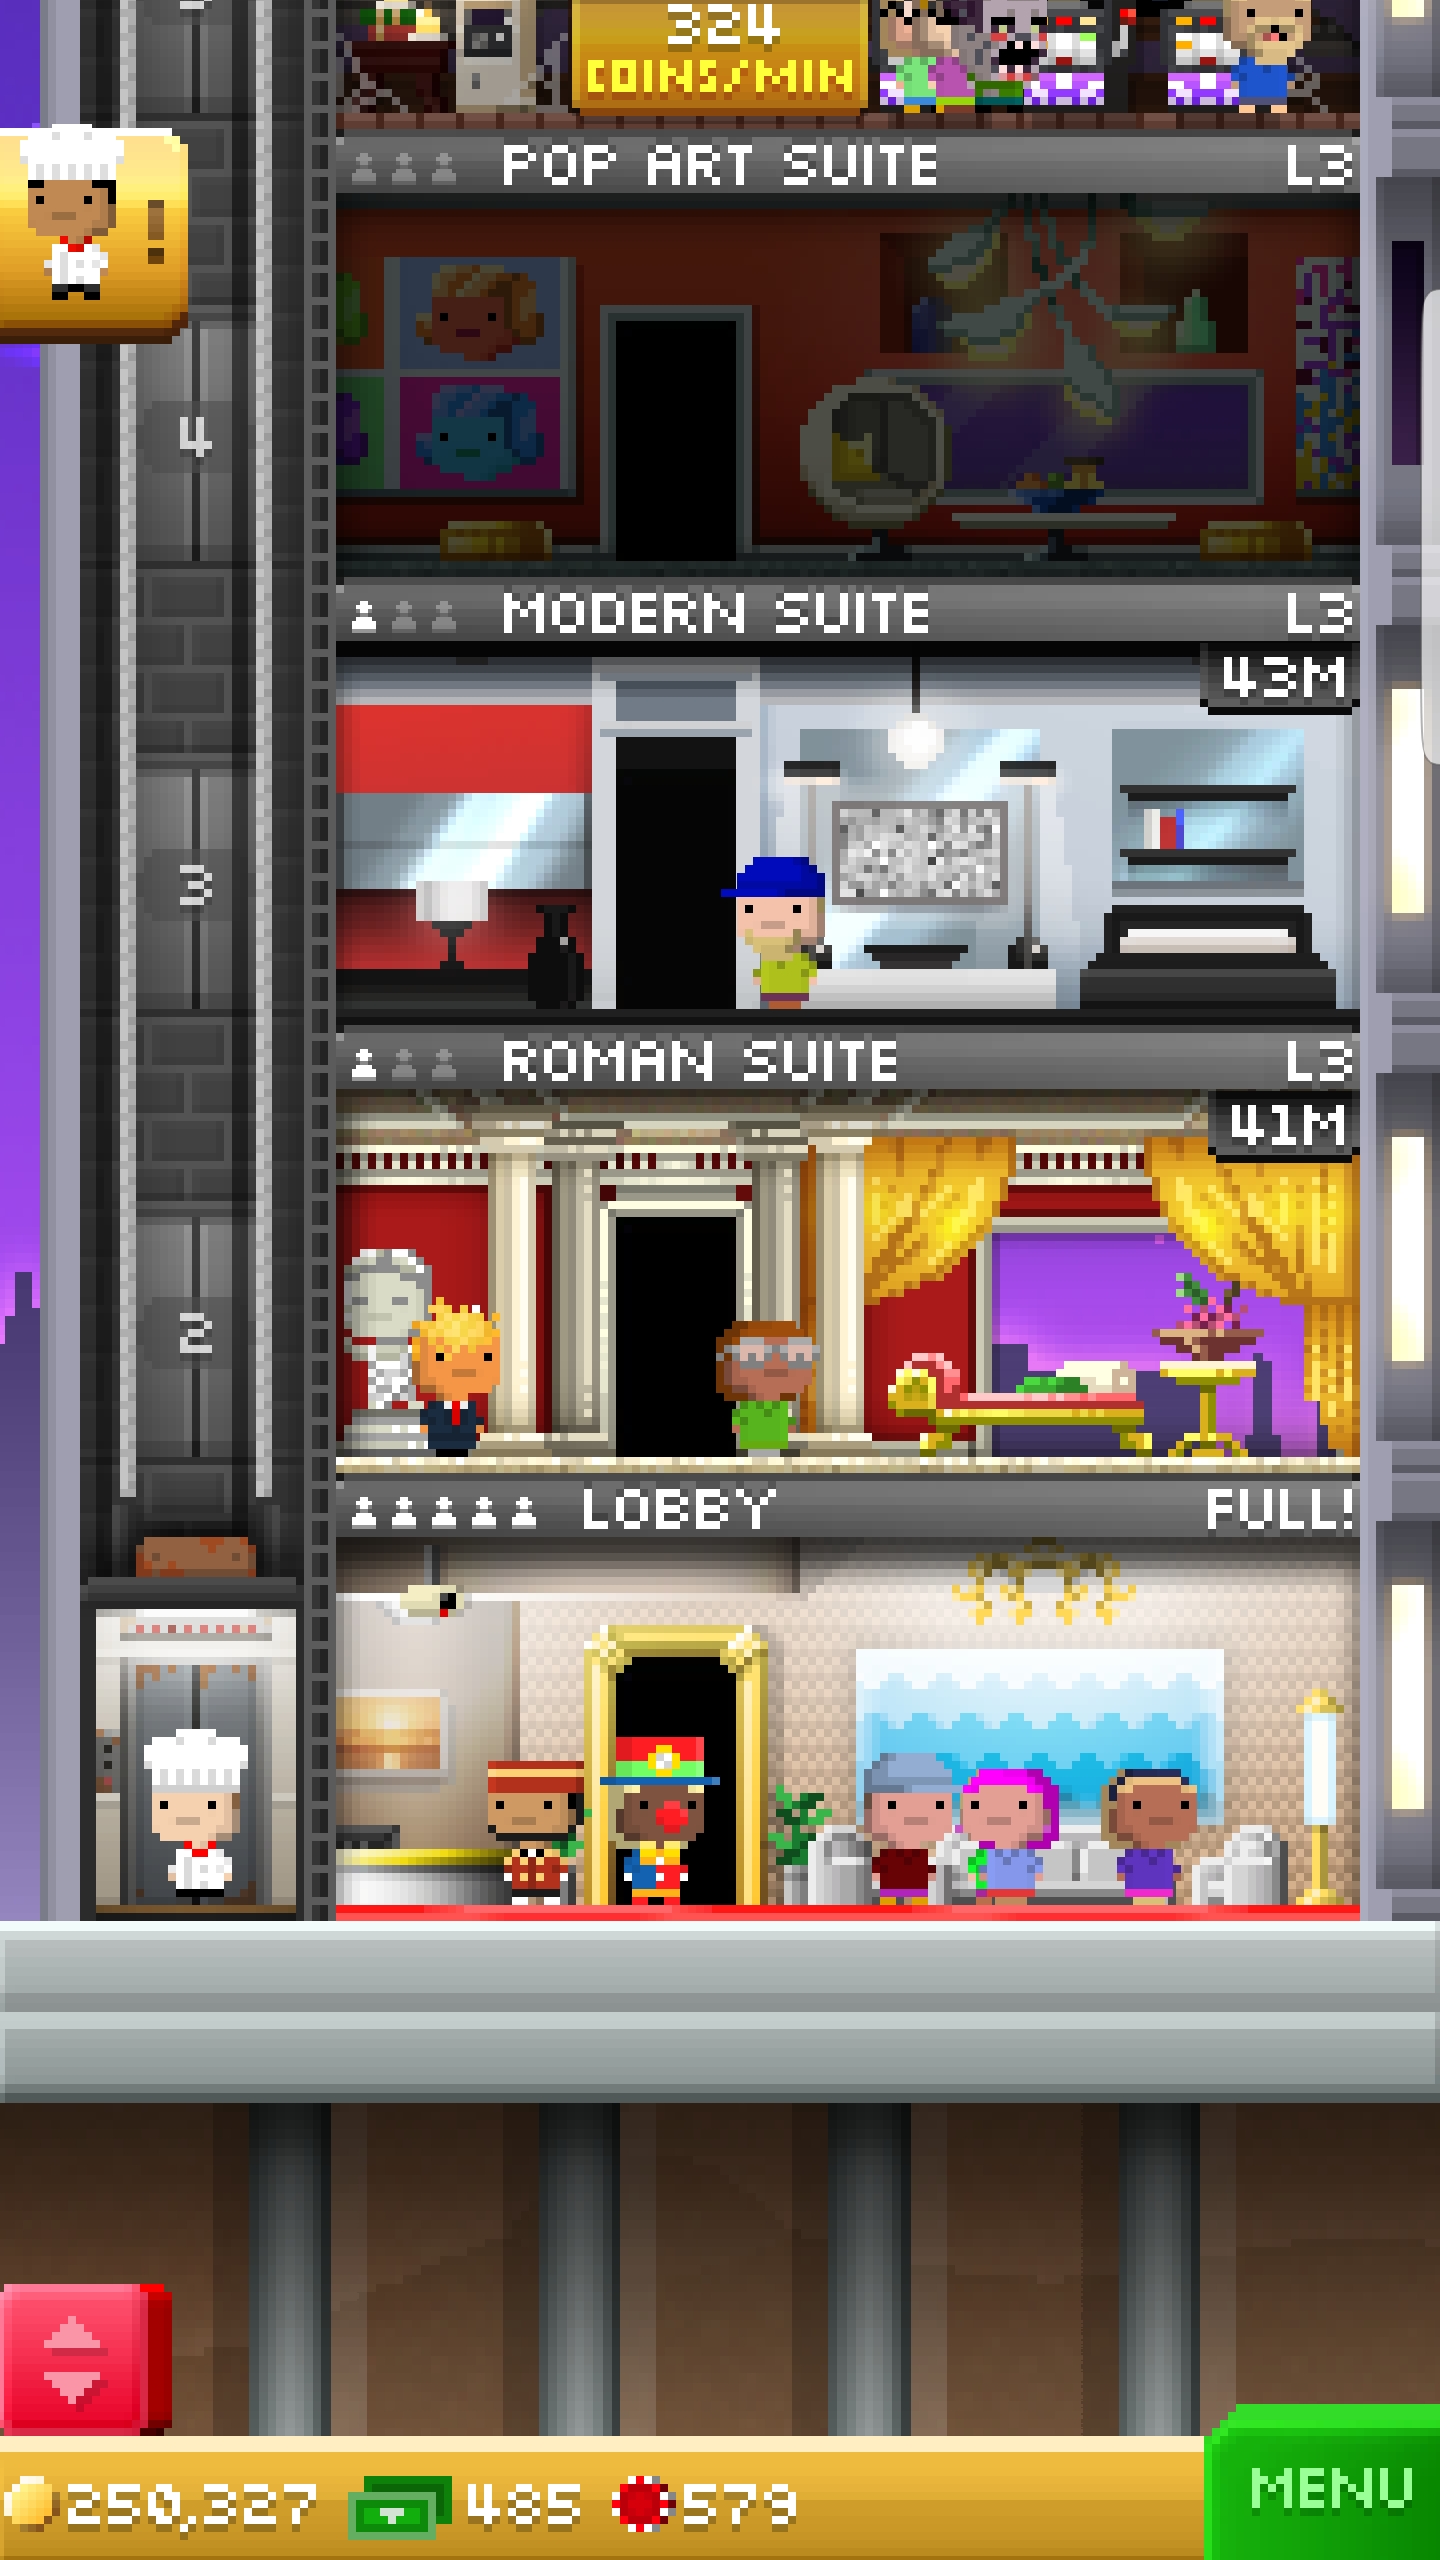 324
COINS/MIN
POP ART SUITE L3
!
4
MODERN SUITE L3
43M
3
ROMAN SUITE L3
41M
2
LOBBY FULL!
250,327 485 579
MENU